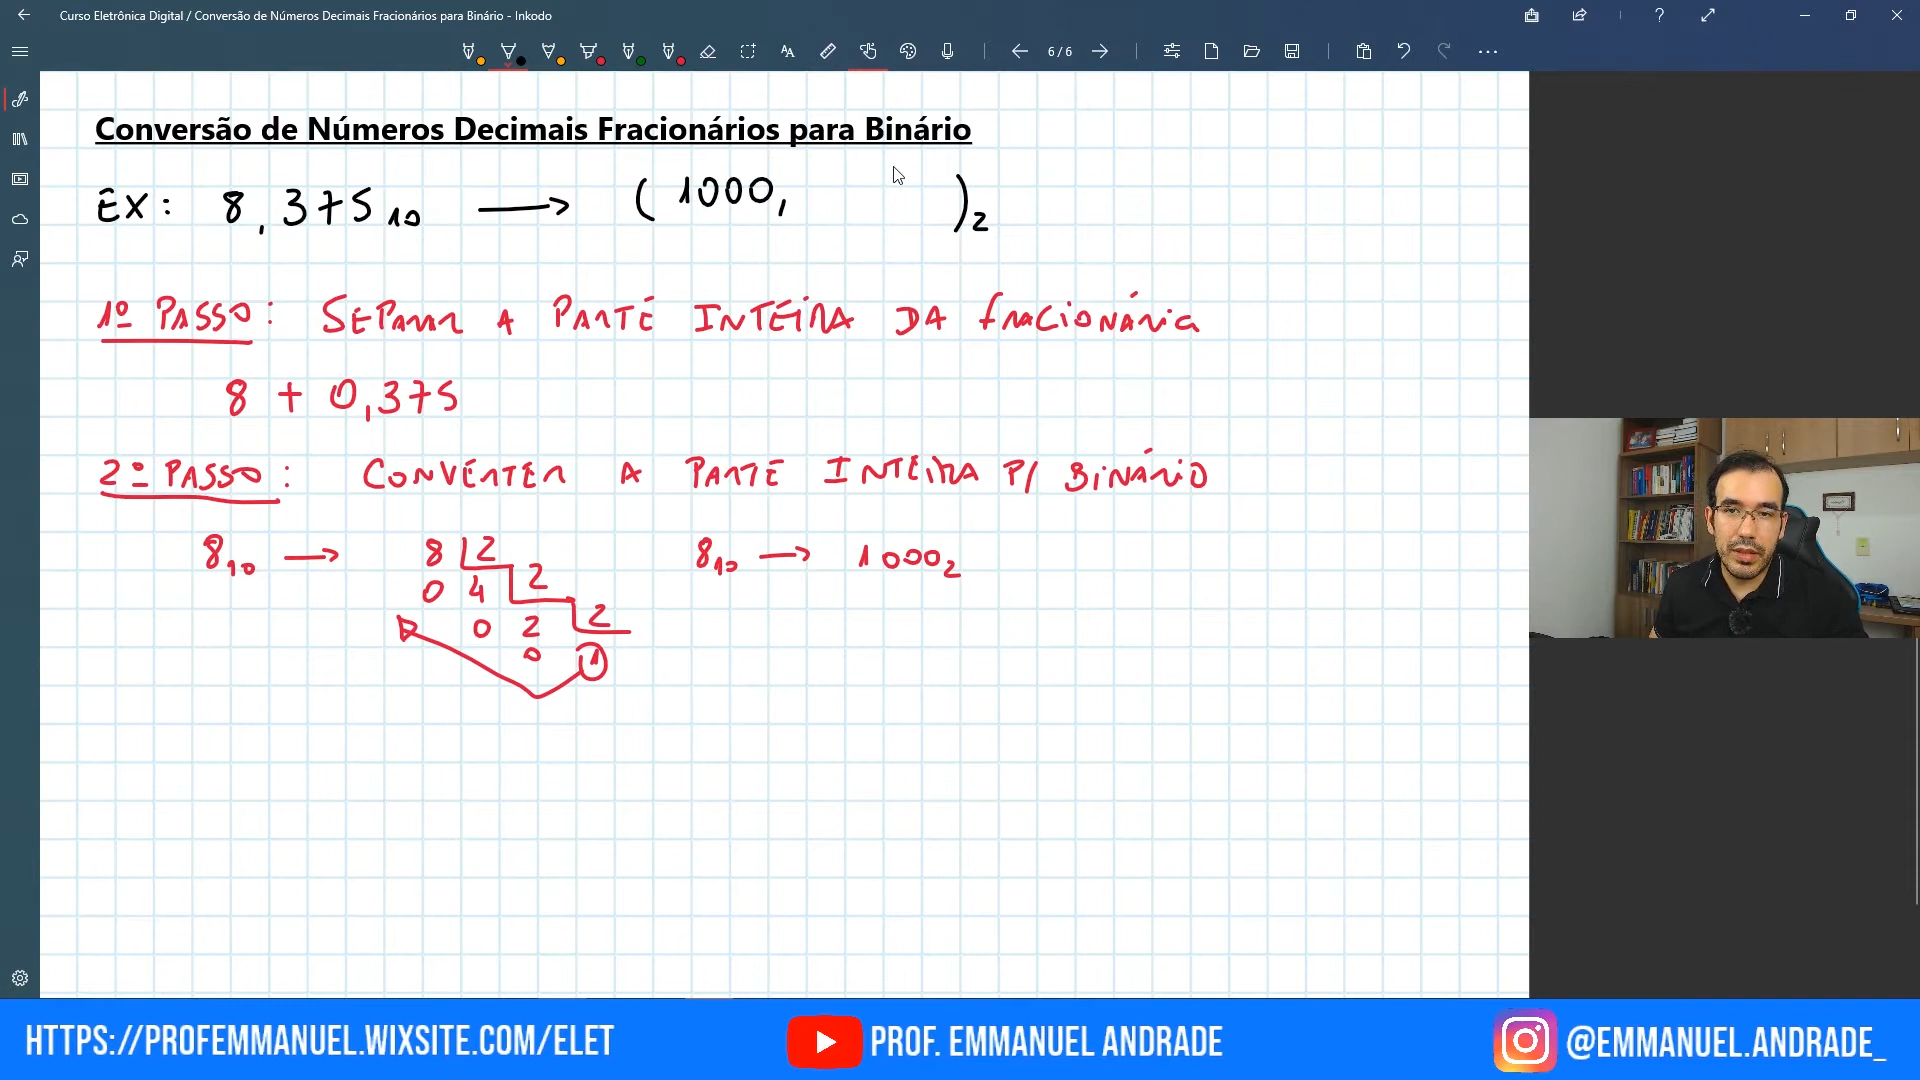 Curso Eletrônica Digital / Conversão de Números Decimais Fracionários para Binário - Inkodo
6/6
Conversão de Números Decimais Fracionários para Binário
EX: 8,375₁₀ → (1000, )₂
1º PASSO: SEPARAR A PARTE INTEIRA DA FRACIONÁRIA
8 + 0,375
2º PASSO: CONVERTER A PARTE INTEIRA P/ BINÁRIO
8₁₀ → 8 2 8₁₀ → 1000₂
0 4 2
0 2 2
0 1
HTTPS://PROFEMMANUEL.WIXSITE.COM/ELET PROF. EMMANUEL ANDRADE @EMMANUEL.ANDRADE_